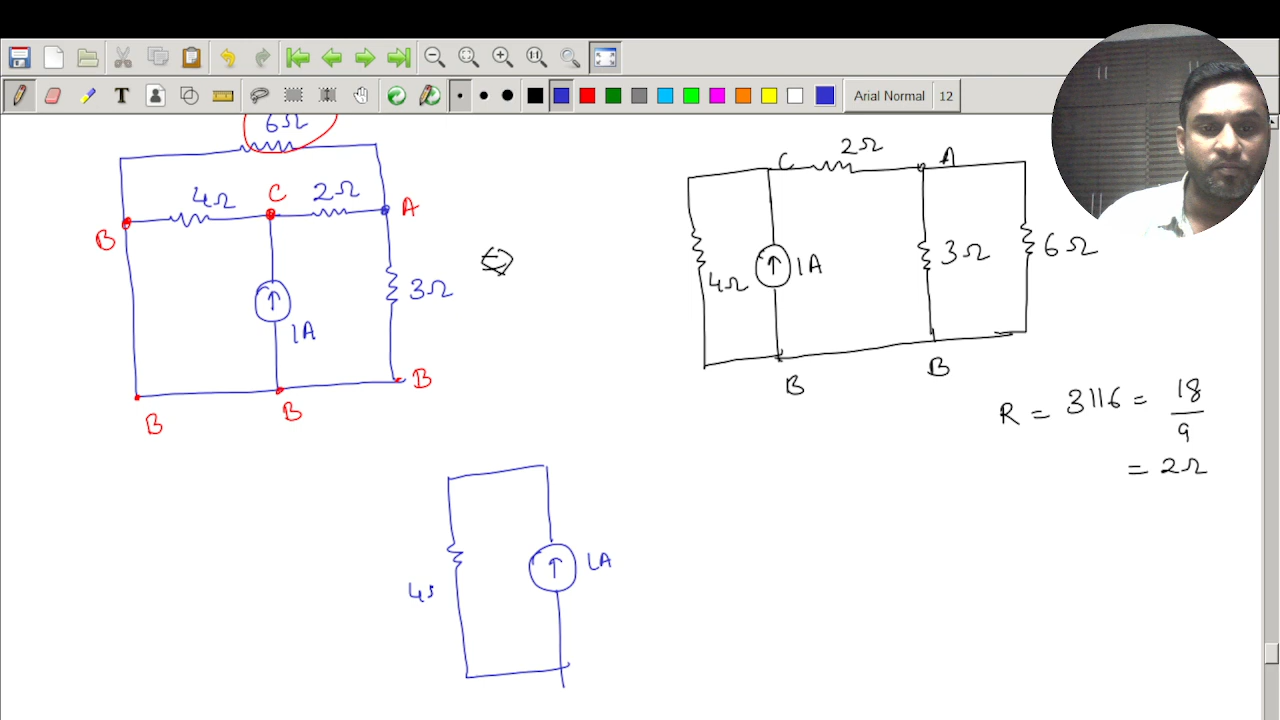 Arial Normal 12
6Ω
4Ω C 2Ω
A
B
3Ω
1A
B
B
B
C 2Ω A
4Ω
1A
3Ω
6Ω
B
B
R = 3||6 = 18/9
= 2Ω
1A